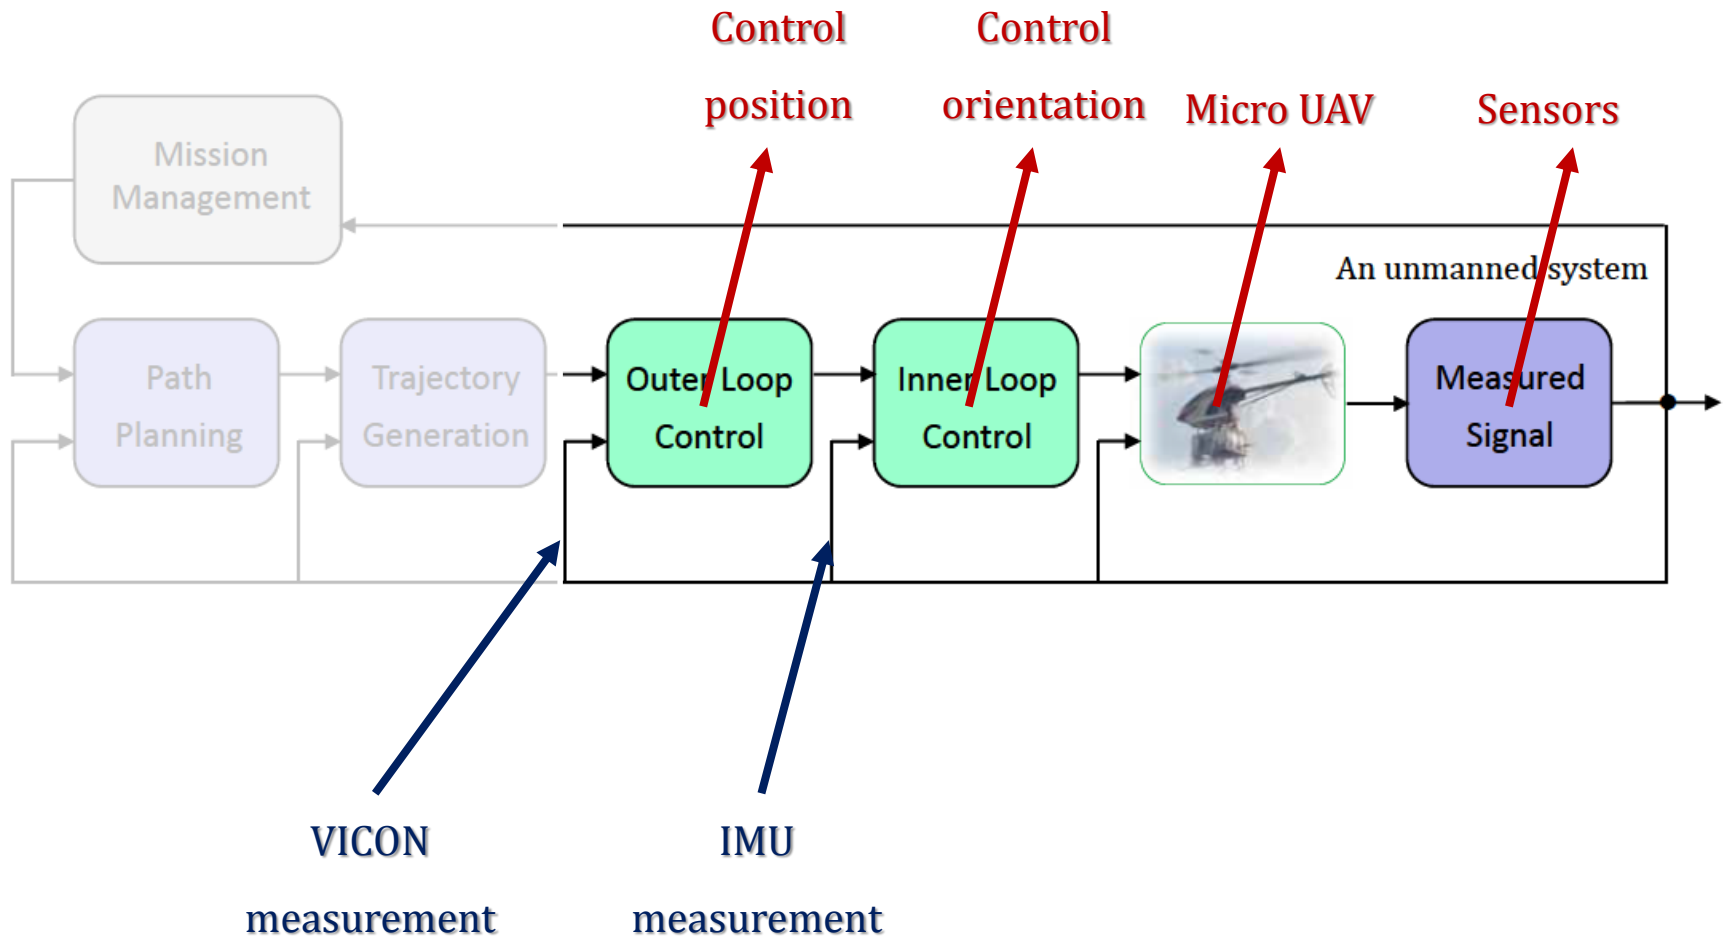 Control
position
Control
orientation
Micro UAV
Sensors
Mission
Management
An unmanned system
Path
Planning
Trajectory
Generation
Outer Loop
Control
Inner Loop
Control
Measured
Signal
VICON
measurement
IMU
measurement